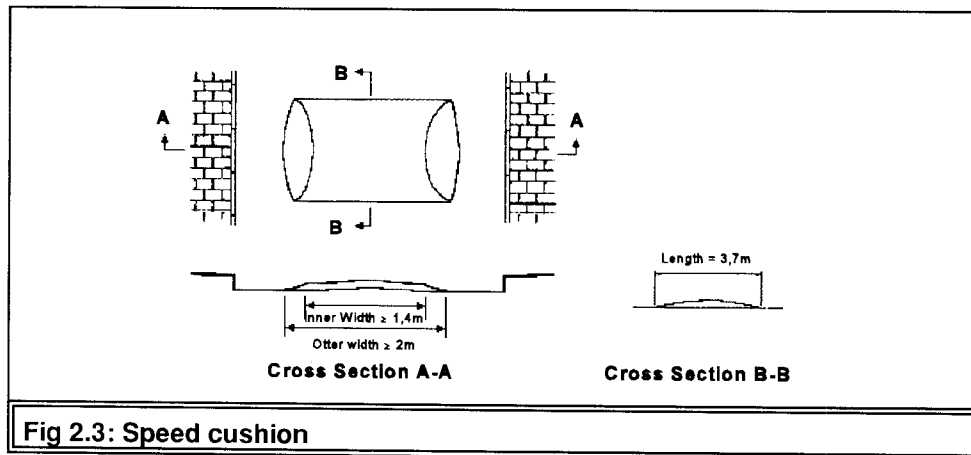 B
A
A
B
Length = 3,7m
Inner Width ≥ 1,4m
Otter width ≥ 2m
Cross Section A-A
Cross Section B-B
Fig 2.3: Speed cushion